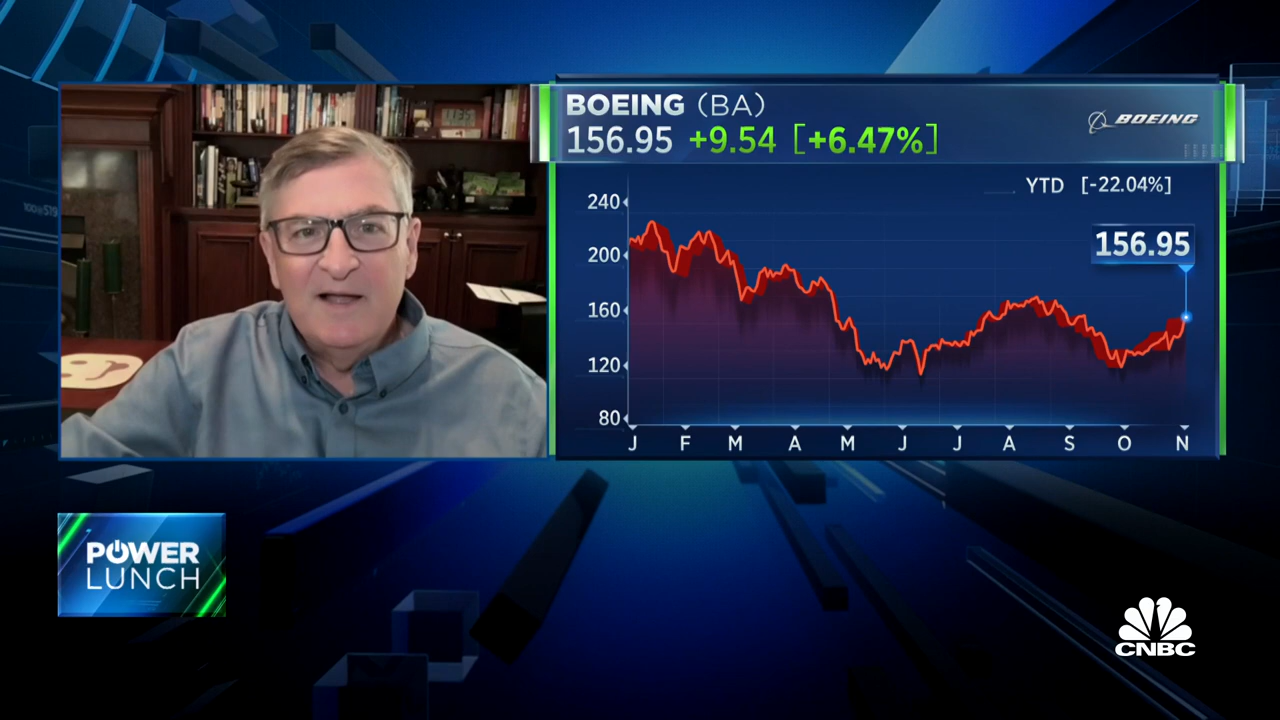 BOEING (BA)
156.95 +9.54 [+6.47%]
BOEING
YTD [-22.04%]
240
200
160
120
80
156.95
J F M A M J J A S O N
POWER
LUNCH
CNBC